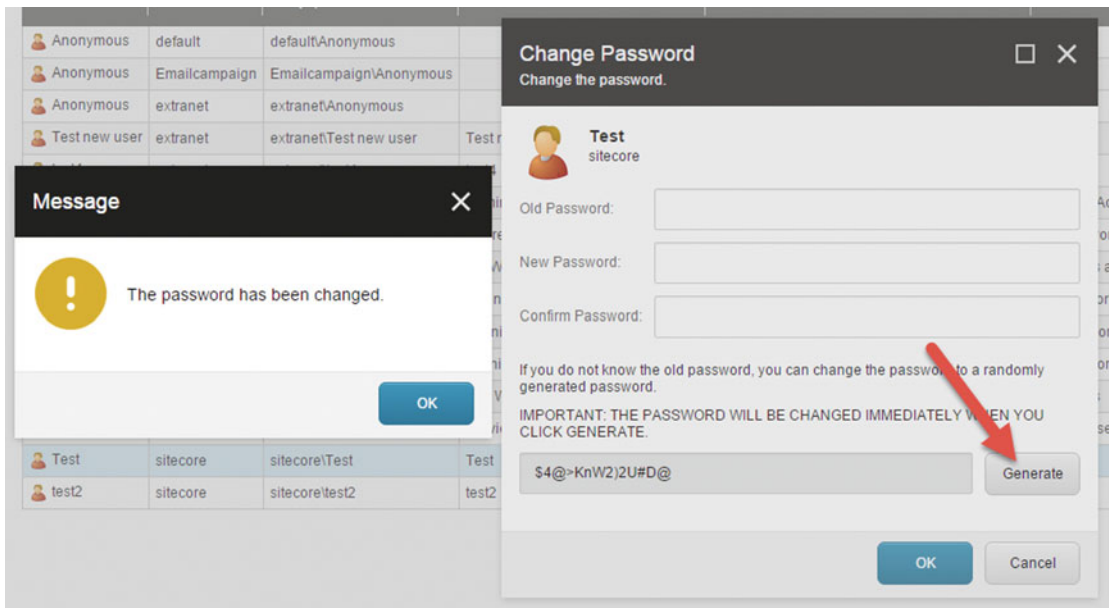 Anonymous default default\Anonymous
Anonymous Emailcampaign Emailcampaign\Anonymous
Anonymous extranet extranet\Anonymous
Test new user extranet extranet\Test new user
Message
The password has been changed.
OK
Test sitecore sitecore\Test Test
test2 sitecore sitecore\test2 test2
Change Password
Change the password.
Test
sitecore
Old Password:
New Password:
Confirm Password:
If you do not know the old password, you can change the password to a randomly
generated password.
IMPORTANT: THE PASSWORD WILL BE CHANGED IMMEDIATELY WHEN YOU
CLICK GENERATE.
$4@>KnW2)2U#D@
Generate
OK Cancel